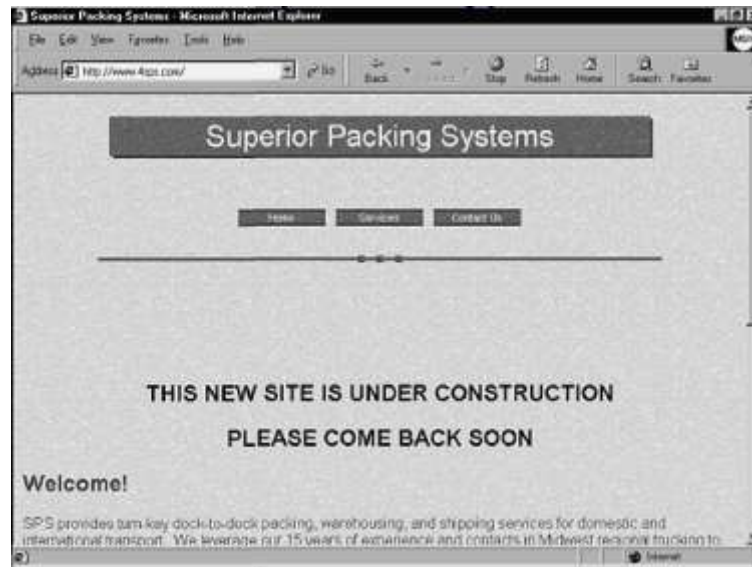 Superior Packing Systems - Microsoft Internet Explorer
File Edit View Favorites Tools Help
Address http://www.4sps.com/ Go Back Stop Refresh Home Search Favorites
Superior Packing Systems
Home Services Contact Us
THIS NEW SITE IS UNDER CONSTRUCTION
PLEASE COME BACK SOON
Welcome!
SPS provides turn-key dock-to-dock packing, warehousing, and shipping services for domestic and
international transport. We leverage our 15 years of experience and contacts in Midwest regional trucking to
Internet